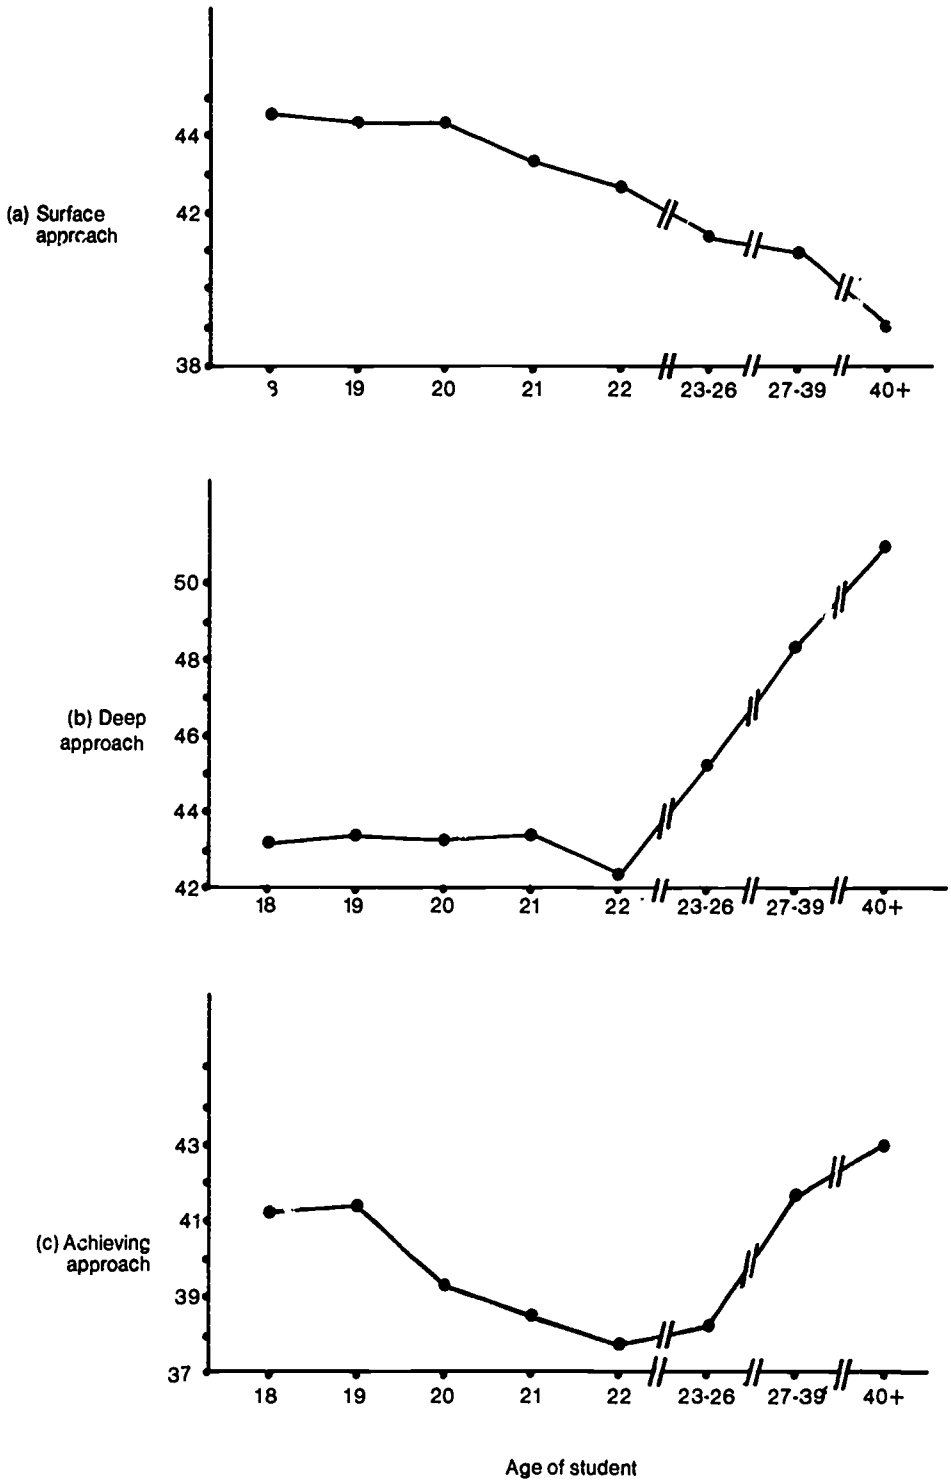 44
(a) Surface
42
approach
38
19 20 21 22 23-26 27-39 40+
50
48
(b) Deep
approach
46
44
42
18 19 20 21 22 23-26 27-39 40+
43
41
(c) Achieving
approach
39
37
18 19 20 21 22 23-26 27-39 40+
Age of student